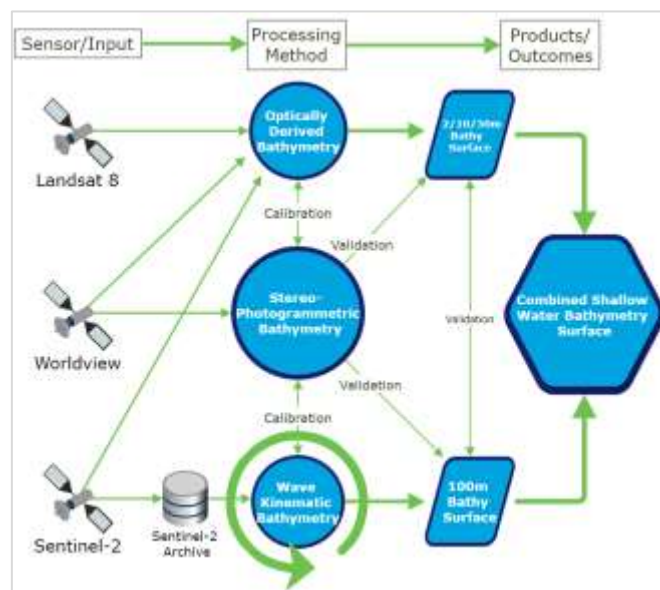 Sensor/Input
Processing
Method
Products/
Outcomes
Optically
Derived
Bathymetry
2/10/30m
Bathy
Surface
Landsat 8
Calibration
Validation
Stereo-
Photogrammetric
Bathymetry
Worldview
Validation
Combined Shallow
Water Bathymetry
Surface
Validation
Calibration
Wave
Kinematic
Bathymetry
100m
Bathy
Surface
Sentinel-2
Sentinel-2
Archive